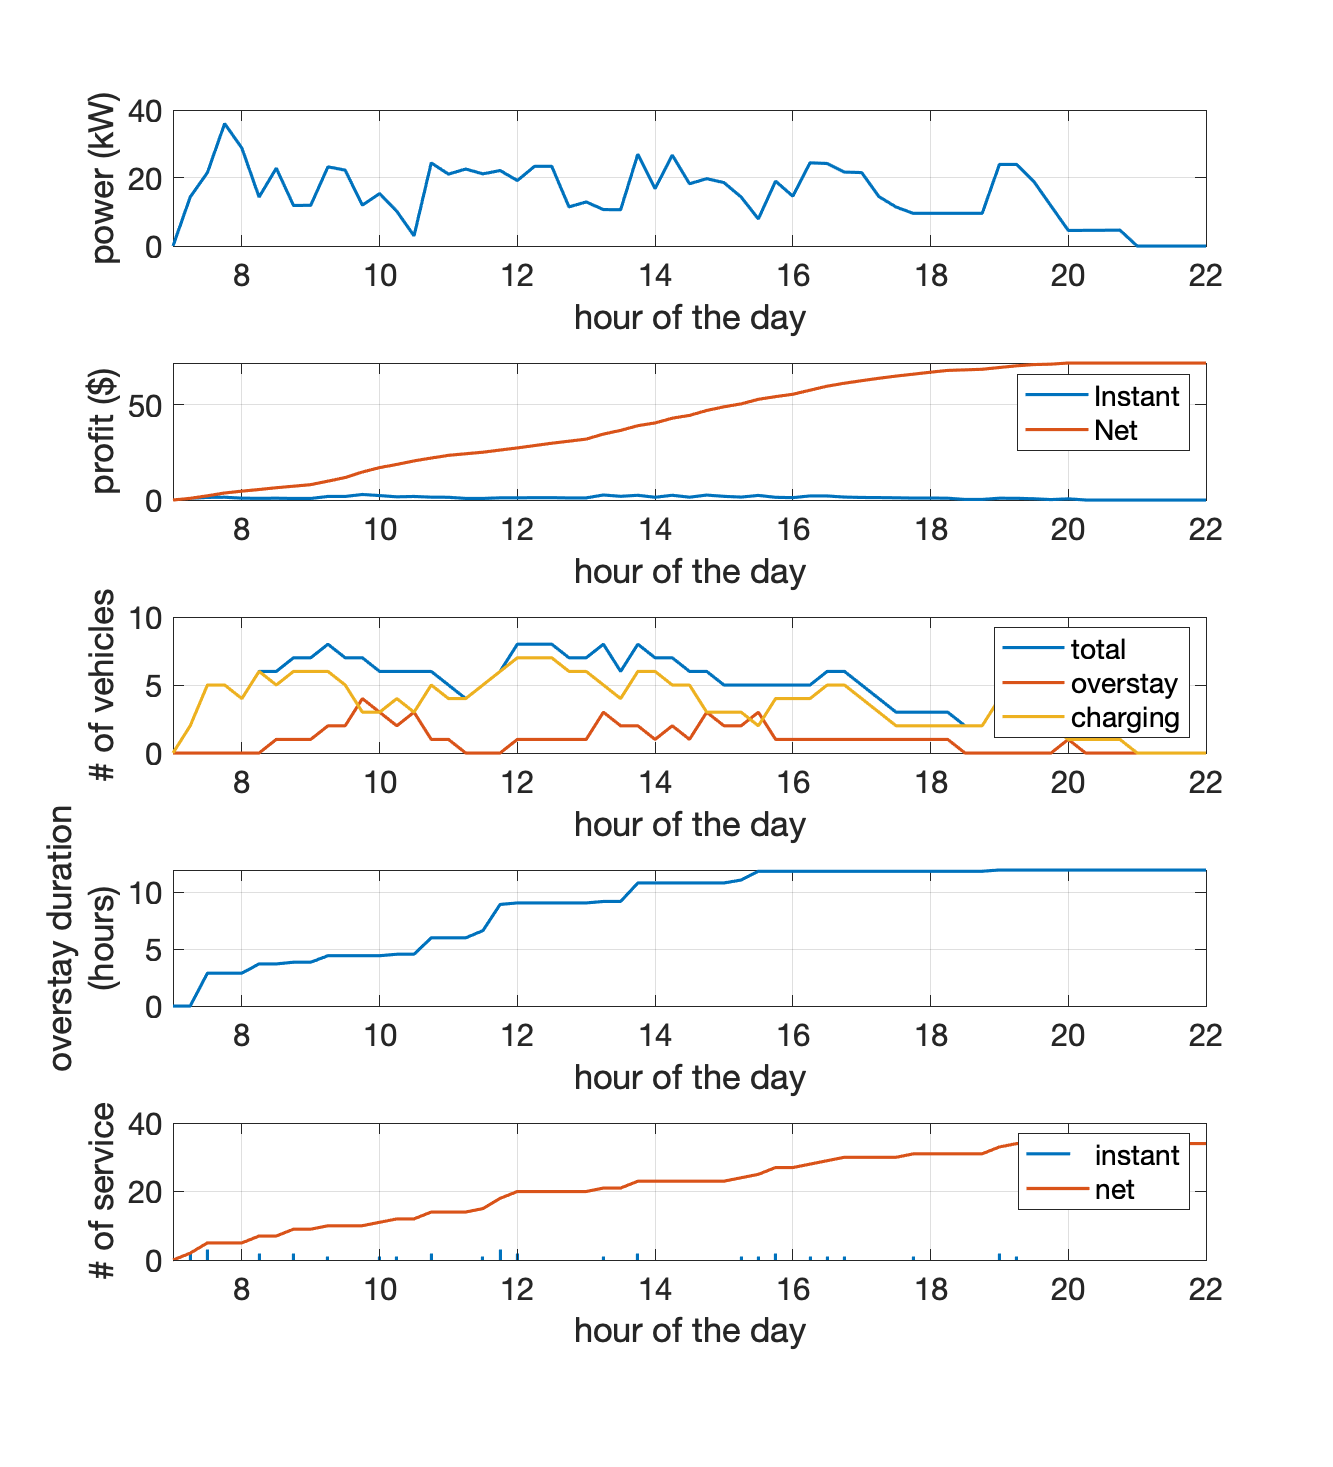 40
20
0
power (kW)
8 10 12 14 16 18 20 22
hour of the day
50
0
profit ($)
Instant
Net
8 10 12 14 16 18 20 22
hour of the day
10
5
0
# of vehicles
total
overstay
charging
8 10 12 14 16 18 20 22
hour of the day
10
5
0
overstay duration
(hours)
8 10 12 14 16 18 20 22
hour of the day
40
20
0
# of service
instant
net
8 10 12 14 16 18 20 22
hour of the day